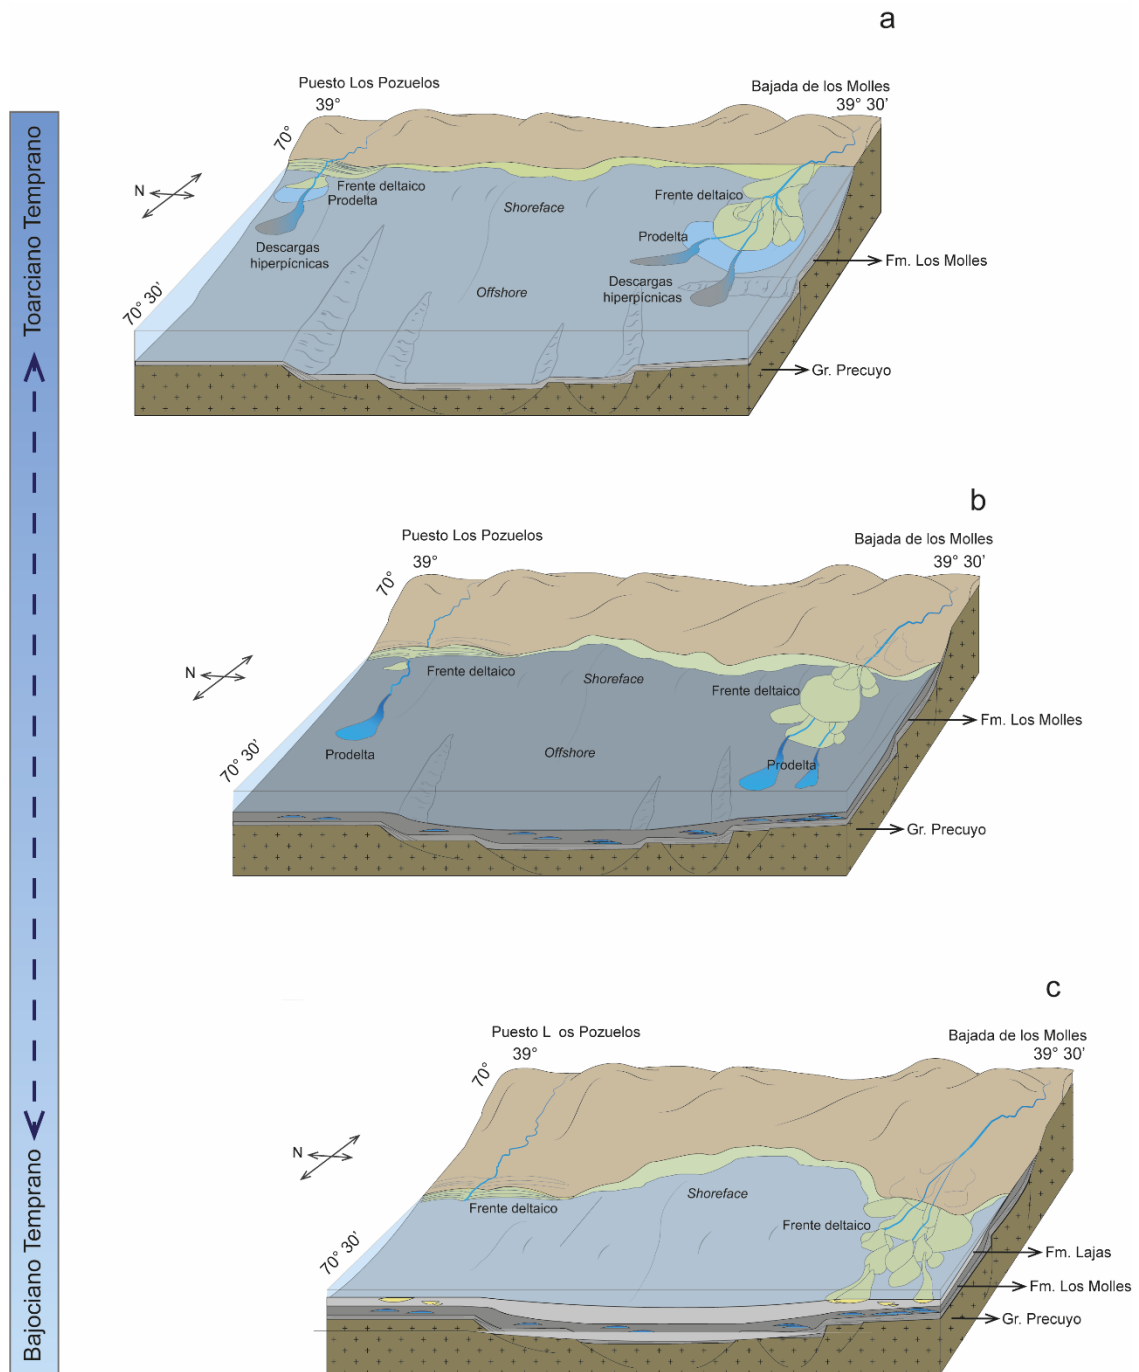 a
Puesto Los Pozuelos
39°
Bajada de los Molles
39° 30’
70°
N
Frente deltaico
Prodelta
Descargas
hiperpícnicas
Shoreface
Frente deltaico
Prodelta
Descargas
hiperpícnicas
Offshore
70° 30’
Fm. Los Molles
Gr. Precuyo
Toarciano Temprano
b
Puesto Los Pozuelos
39°
Bajada de los Molles
39° 30’
70°
N
Frente deltaico
Shoreface
Frente deltaico
Prodelta
Offshore
Prodelta
70° 30’
Fm. Los Molles
Gr. Precuyo
c
Puesto L os Pozuelos
39°
Bajada de los Molles
39° 30’
70°
N
Frente deltaico
Shoreface
Frente deltaico
70° 30’
Fm. Lajas
Fm. Los Molles
Gr. Precuyo
Bajociano Temprano